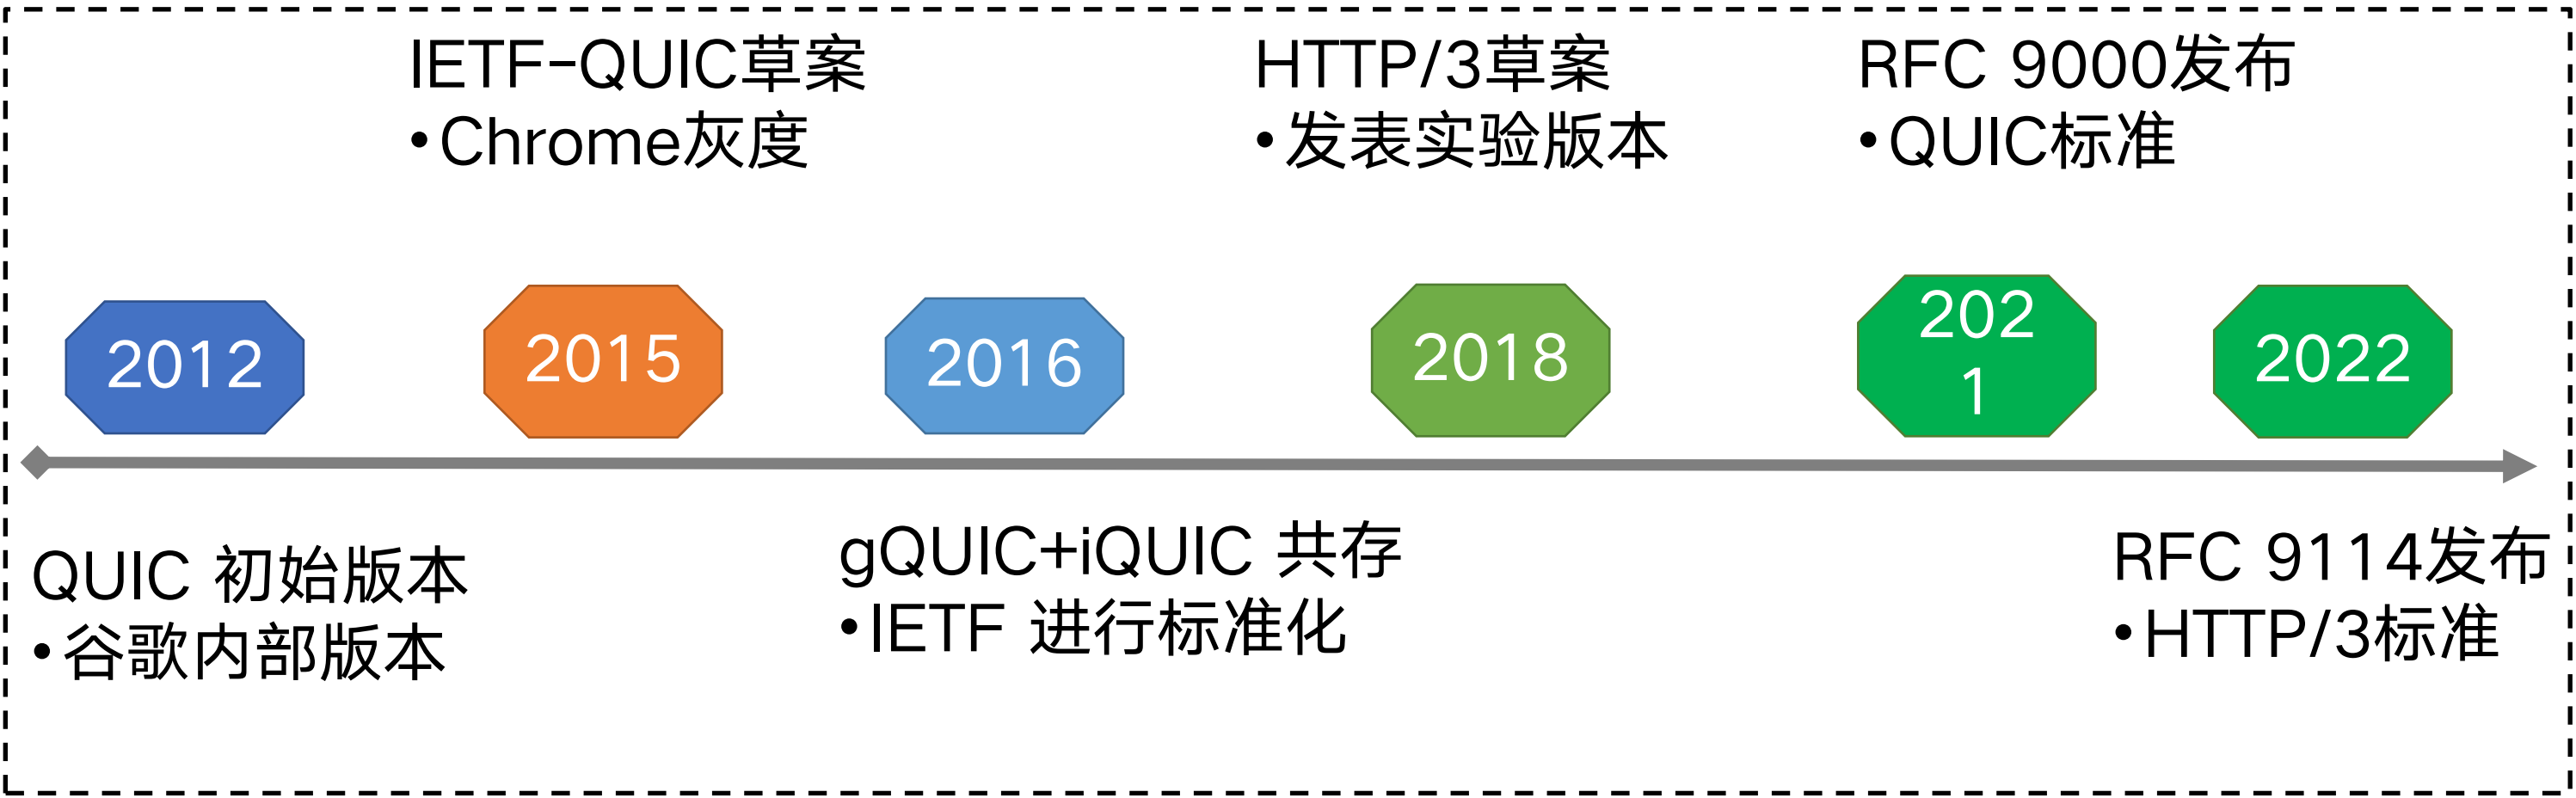 IETF-QUIC草案
•Chrome灰度
HTTP/3草案
•发表实验版本
RFC 9000发布
•QUIC标准
2012
2015
2016
2018
202
1
2022
QUIC 初始版本
•谷歌内部版本
gQUIC+iQUIC 共存
•IETF 进行标准化
RFC 9114发布
•HTTP/3标准